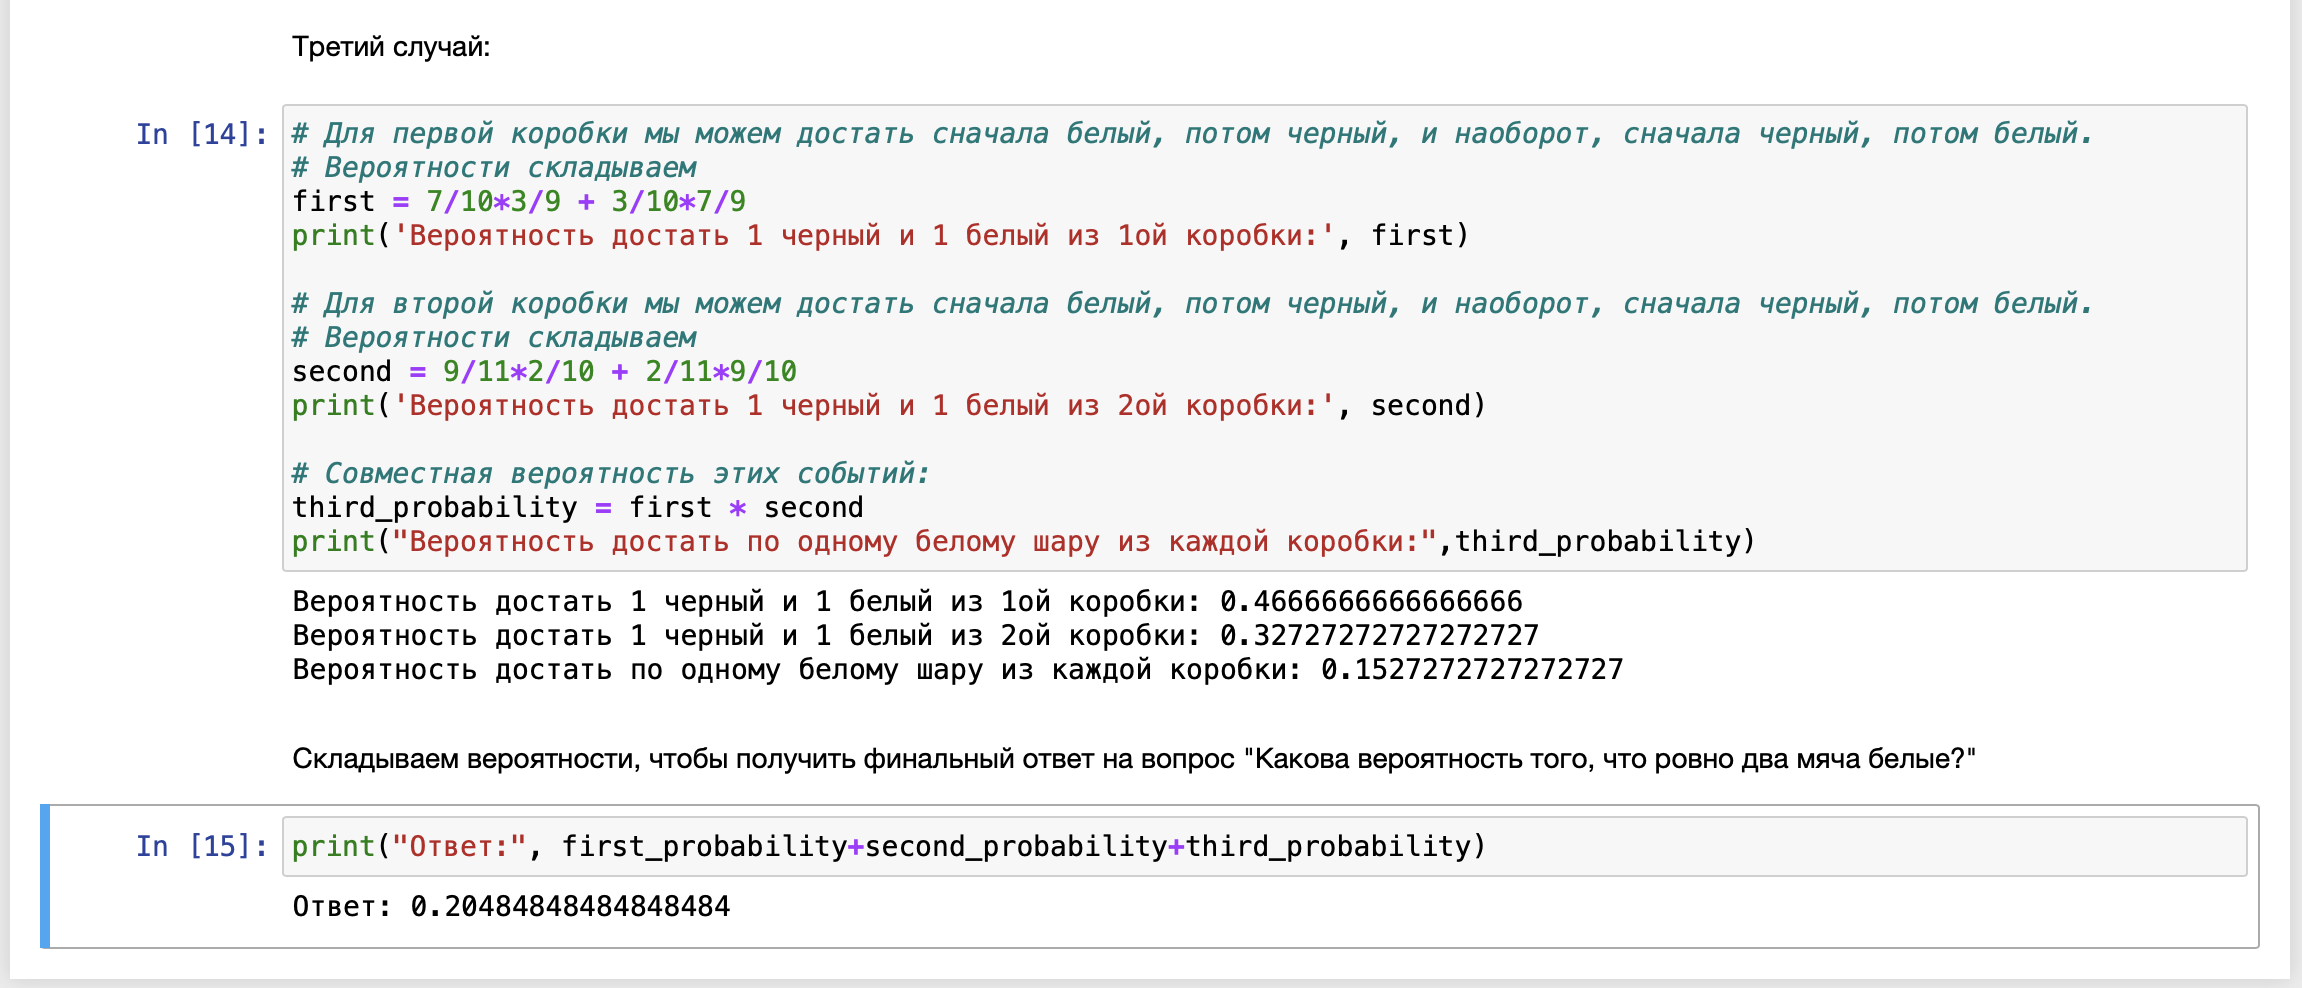 Третий случай:
In [14]:
# Для первой коробки мы можем достать сначала белый, потом черный, и наоборот, сначала черный, потом белый.
# Вероятности складываем
first = 7/10*3/9 + 3/10*7/9
print('Вероятность достать 1 черный и 1 белый из 1ой коробки:', first)
# Для второй коробки мы можем достать сначала белый, потом черный, и наоборот, сначала черный, потом белый.
# Вероятности складываем
second = 9/11*2/10 + 2/11*9/10
print('Вероятность достать 1 черный и 1 белый из 2ой коробки:', second)
# Совместная вероятность этих событий:
third_probability = first * second
print("Вероятность достать по одному белому шару из каждой коробки:",third_probability)
Вероятность достать 1 черный и 1 белый из 1ой коробки: 0.4666666666666666
Вероятность достать 1 черный и 1 белый из 2ой коробки: 0.32727272727272727
Вероятность достать по одному белому шару из каждой коробки: 0.1527272727272727
Складываем вероятности, чтобы получить финальный ответ на вопрос "Какова вероятность того, что ровно два мяча белые?"
In [15]:
print("Ответ:", first_probability+second_probability+third_probability)
Ответ: 0.20484848484848484